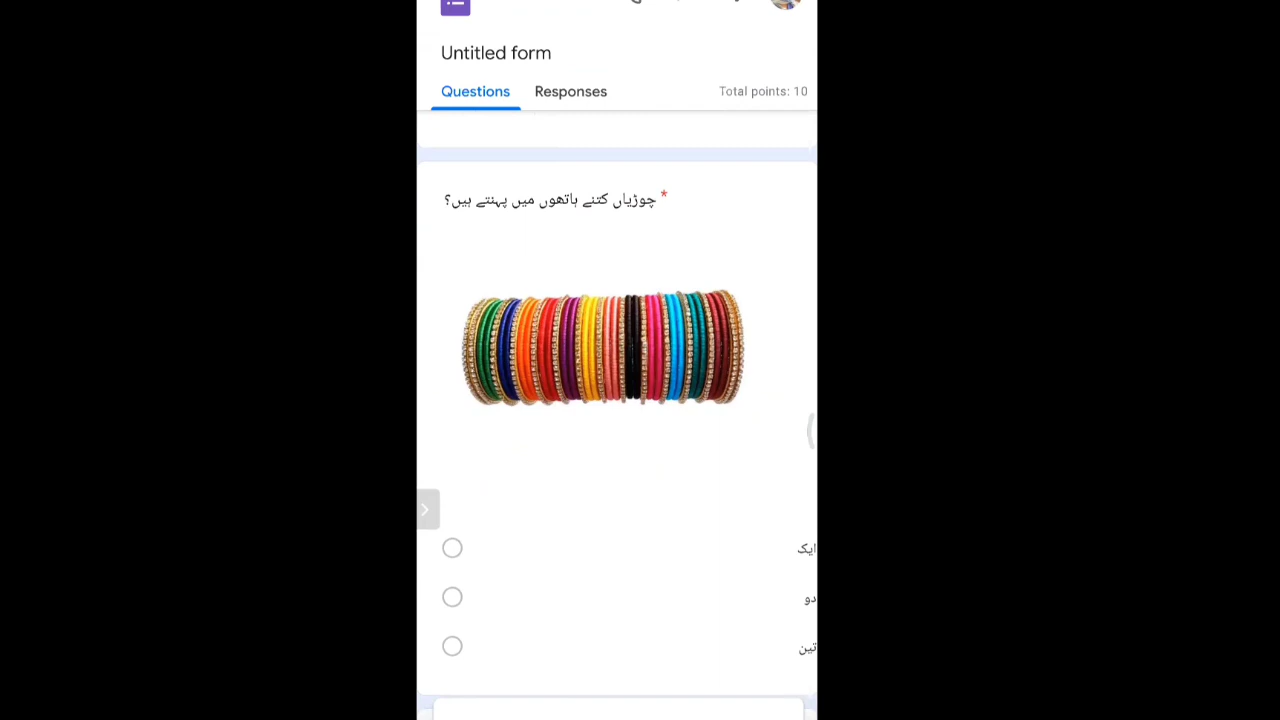 Untitled form
Questions Responses Total points: 10
چوڑیاں کتنے ہاتھوں میں پہنتے ہیں؟ *
ایک
دو
تین